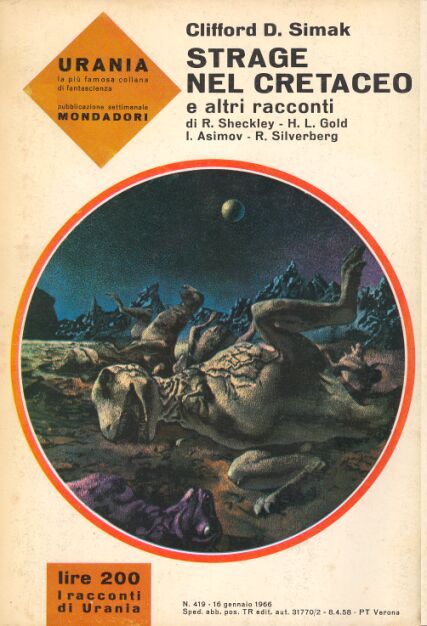 URANIA
la più famosa collana
di fantascienza
pubblicazione settimanale
MONDADORI
Clifford D. Simak
STRAGE
NEL CRETACEO
e altri racconti
di R. Sheckley - H. L. Gold
I. Asimov - R. Silverberg
lire 200
I racconti
di Urania
N. 419 - 16 gennaio 1966
Sped. abb. pos. TR edit. aut. 31770/2 - 8.4.58 - PT Verona